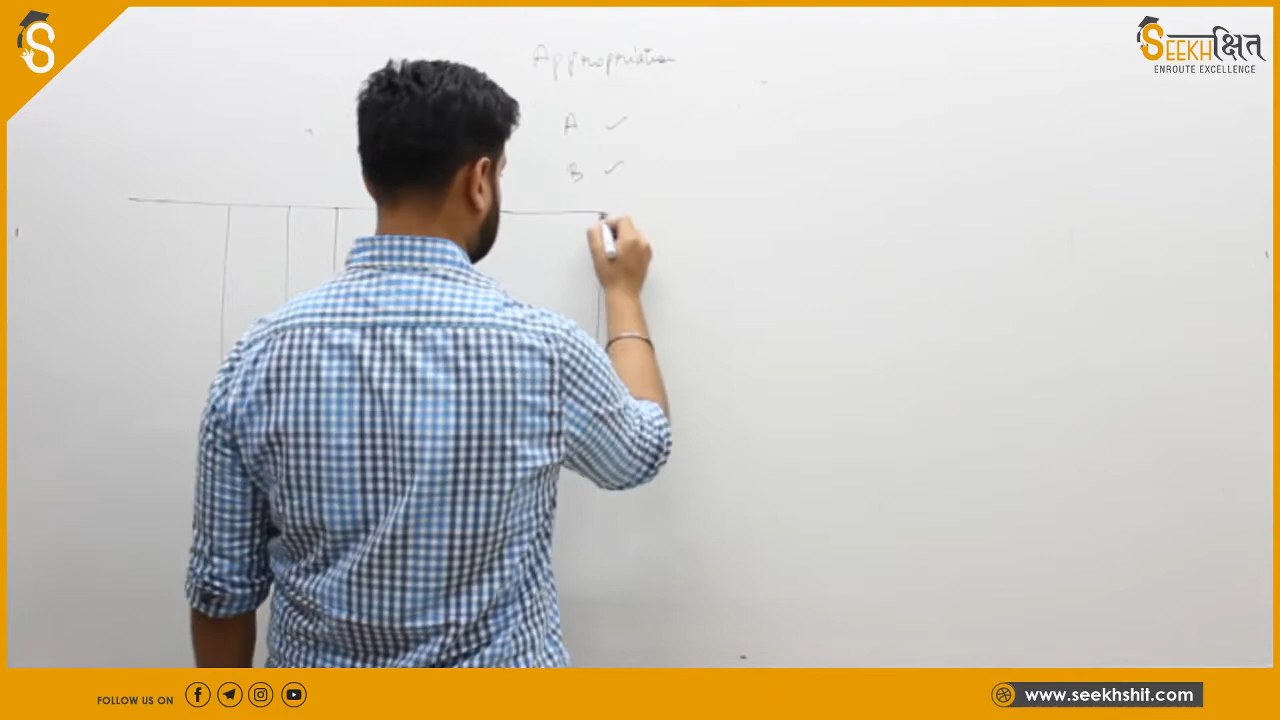 S
SEEKHक्षित
ENROUTE EXCELLENCE
Appropriation
A ✓
B ✓
FOLLOW US ON
www.seekhshit.com